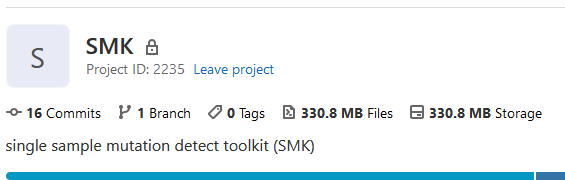 S
SMK
Project ID: 2235 Leave project
16 Commits 1 Branch 0 Tags 330.8 MB Files 330.8 MB Storage
single sample mutation detect toolkit (SMK)